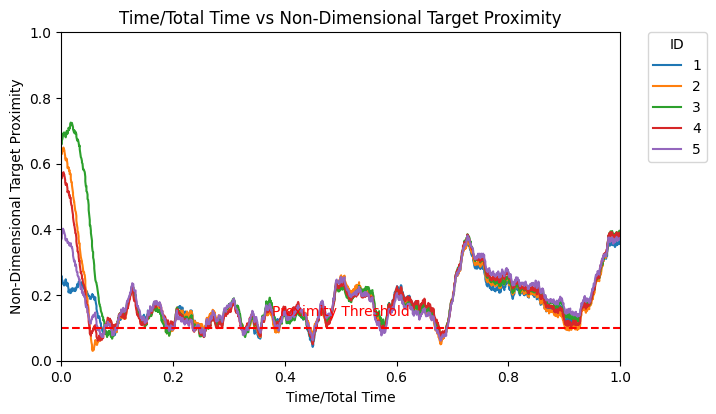 Time/Total Time vs Non-Dimensional Target Proximity
Non-Dimensional Target Proximity
1.0
0.8
0.6
0.4
0.2
0.0
Proximity Threshold
0.0 0.2 0.4 0.6 0.8 1.0
Time/Total Time
ID
1
2
3
4
5